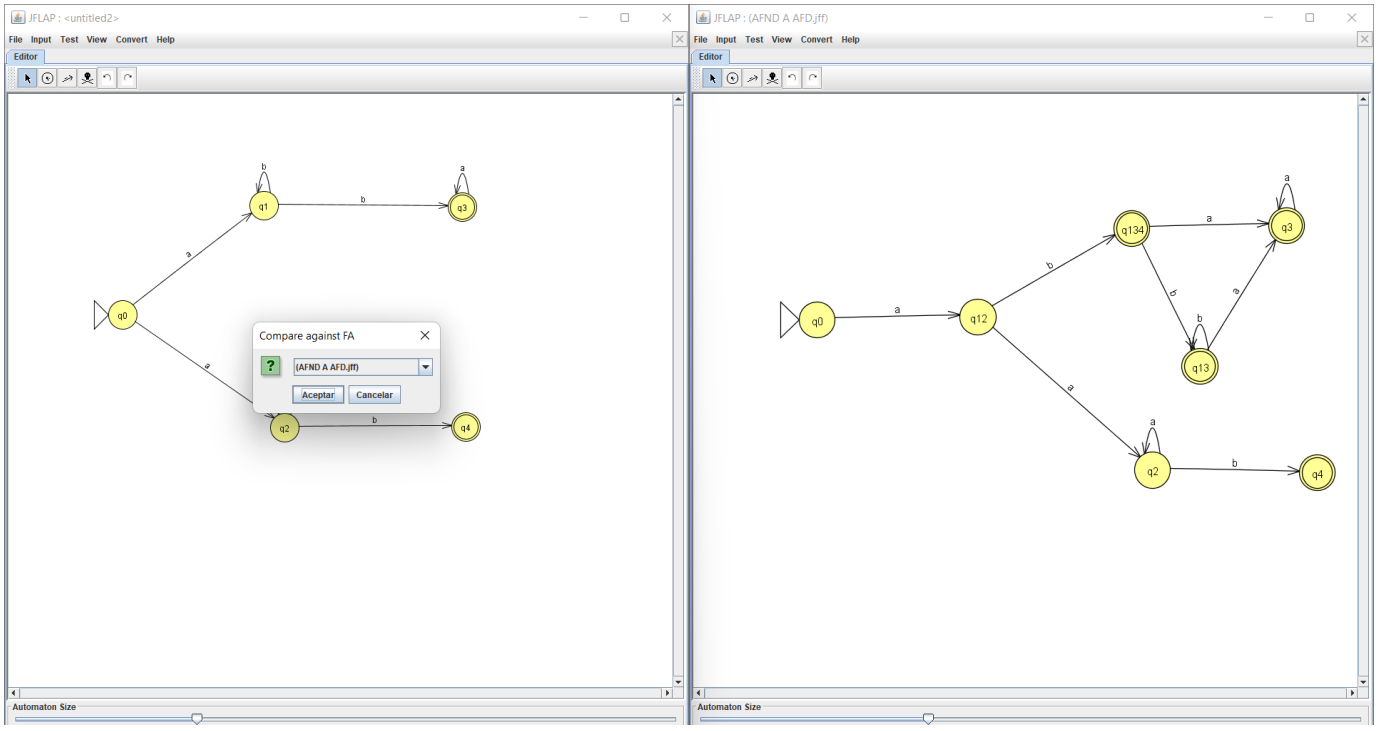 JFLAP : <untitled2>
File Input Test View Convert Help
Editor
b
a
q1
b
q3
a
q0
a
q2
b
q4
Compare against FA
?
(AFND A AFD.jff)
Aceptar Cancelar
Automaton Size
JFLAP : (AFND A AFD.jff)
File Input Test View Convert Help
Editor
a
q134
a
q3
b
a
q0
a
q12
b
b
a
q13
a
a
q2
b
q4
Automaton Size